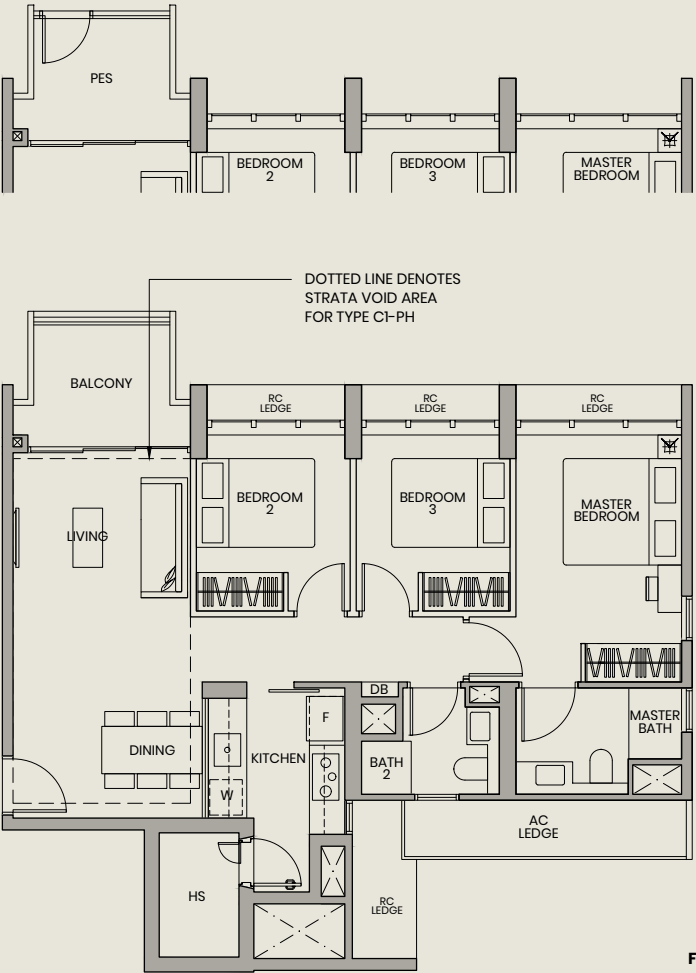 PES
BEDROOM
2
BEDROOM
3
MASTER
BEDROOM
DOTTED LINE DENOTES
STRATA VOID AREA
FOR TYPE C1-PH
BALCONY
RC
LEDGE
RC
LEDGE
RC
LEDGE
BEDROOM
2
BEDROOM
3
MASTER
BEDROOM
LIVING
DB
F
MASTER
BATH
DINING
KITCHEN
BATH
2
W
AC
LEDGE
HS
RC
LEDGE